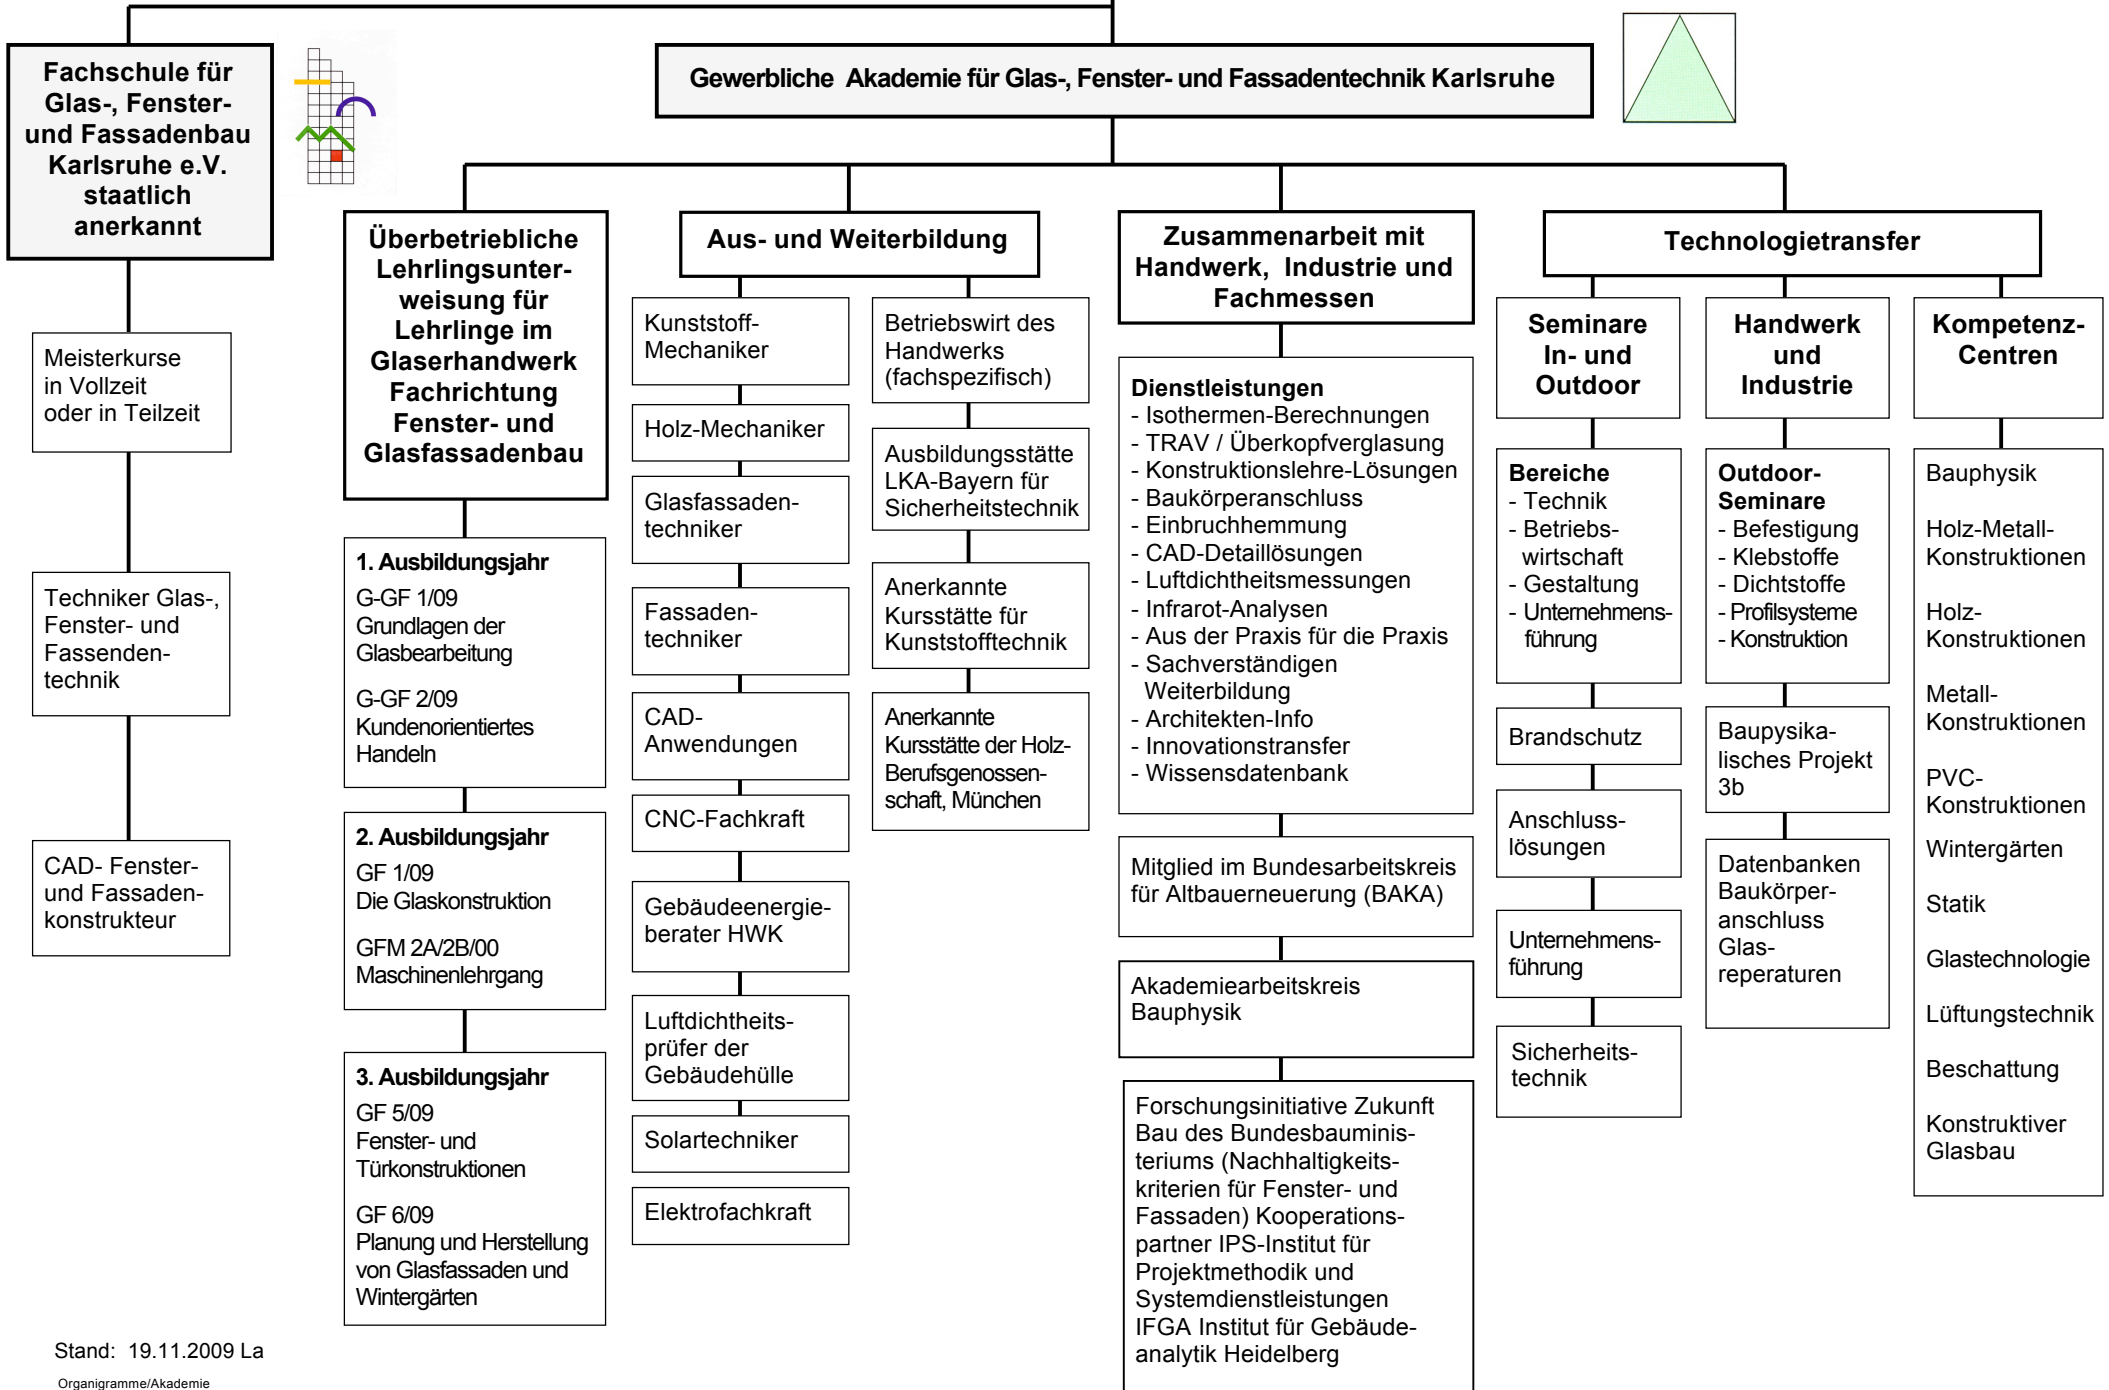 Fachschule für
Glas-, Fenster-
und Fassadenbau
Karlsruhe e.V.
staatlich
anerkannt
Gewerbliche Akademie für Glas-, Fenster- und Fassadentechnik Karlsruhe
Meisterkurse
in Vollzeit
oder in Teilzeit
Techniker Glas-,
Fenster- und
Fassenden-
technik
CAD- Fenster-
und Fassaden-
konstrukteur
Überbetriebliche
Lehrlingsunter-
weisung für
Lehrlinge im
Glaserhandwerk
Fachrichtung
Fenster- und
Glasfassadenbau
1. Ausbildungsjahr
G-GF 1/09
Grundlagen der
Glasbearbeitung
G-GF 2/09
Kundenorientiertes
Handeln
2. Ausbildungsjahr
GF 1/09
Die Glaskonstruktion
GFM 2A/2B/00
Maschinenlehrgang
3. Ausbildungsjahr
GF 5/09
Fenster- und
Türkonstruktionen
GF 6/09
Planung und Herstellung
von Glasfassaden und
Wintergärten
Aus- und Weiterbildung
Kunststoff-
Mechaniker
Holz-Mechaniker
Glasfassaden-
techniker
Fassaden-
techniker
CAD-
Anwendungen
CNC-Fachkraft
Gebäudeenergie-
berater HWK
Luftdichtheits-
prüfer der
Gebäudehülle
Solartechniker
Elektrofachkraft
Betriebswirt des
Handwerks
(fachspezifisch)
Ausbildungsstätte
LKA-Bayern für
Sicherheitstechnik
Anerkannte
Kursstätte für
Kunststofftechnik
Anerkannte
Kursstätte der Holz-
Berufsgenossen-
schaft, München
Zusammenarbeit mit
Handwerk, Industrie und
Fachmessen
Dienstleistungen
- Isothermen-Berechnungen
- TRAV / Überkopfverglasung
- Konstruktionslehre-Lösungen
- Baukörperanschluss
- Einbruchhemmung
- CAD-Detaillösungen
- Luftdichtheitsmessungen
- Infrarot-Analysen
- Aus der Praxis für die Praxis
- Sachverständigen
Weiterbildung
- Architekten-Info
- Innovationstransfer
- Wissensdatenbank
Mitglied im Bundesarbeitskreis
für Altbauerneuerung (BAKA)
Akademiearbeitskreis
Bauphysik
Forschungsinitiative Zukunft
Bau des Bundesbauminis-
teriums (Nachhaltigkeits-
kriterien für Fenster- und
Fassaden) Kooperations-
partner IPS-Institut für
Projektmethodik und
Systemdienstleistungen
IFGA Institut für Gebäude-
analytik Heidelberg
Technologietransfer
Seminare
In- und
Outdoor
Bereiche
- Technik
- Betriebs-
wirtschaft
- Gestaltung
- Unternehmens-
führung
Brandschutz
Anschluss-
lösungen
Unternehmens-
führung
Sicherheits-
technik
Handwerk
und
Industrie
Outdoor-
Seminare
- Befestigung
- Klebstoffe
- Dichtstoffe
- Profilsysteme
- Konstruktion
Baupysika-
lisches Projekt
3b
Datenbanken
Baukörper-
anschluss
Glas-
reperaturen
Kompetenz-
Centren
Bauphysik
Holz-Metall-
Konstruktionen
Holz-
Konstruktionen
Metall-
Konstruktionen
PVC-
Konstruktionen
Wintergärten
Statik
Glastechnologie
Lüftungstechnik
Beschattung
Konstruktiver
Glasbau
Stand: 19.11.2009 La
Organigramme/Akademie